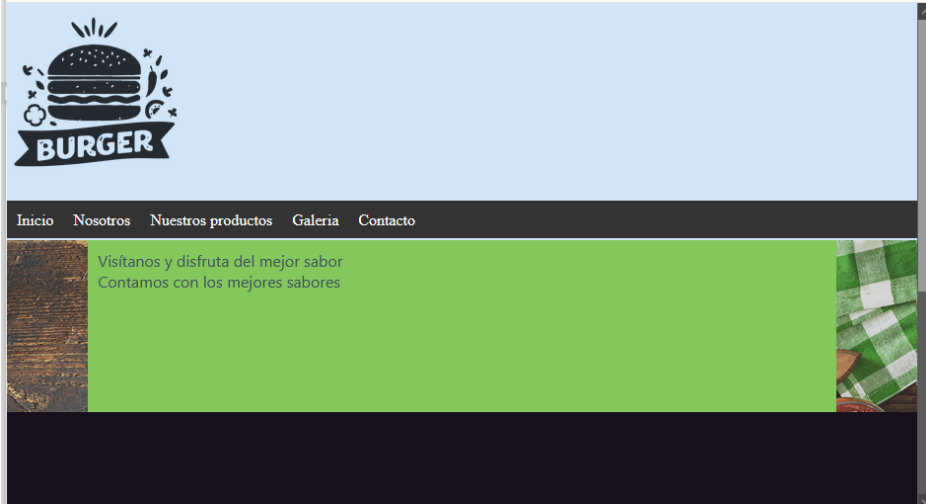 BURGER
Inicio Nosotros Nuestros productos Galeria Contacto
Visítanos y disfruta del mejor sabor
Contamos con los mejores sabores